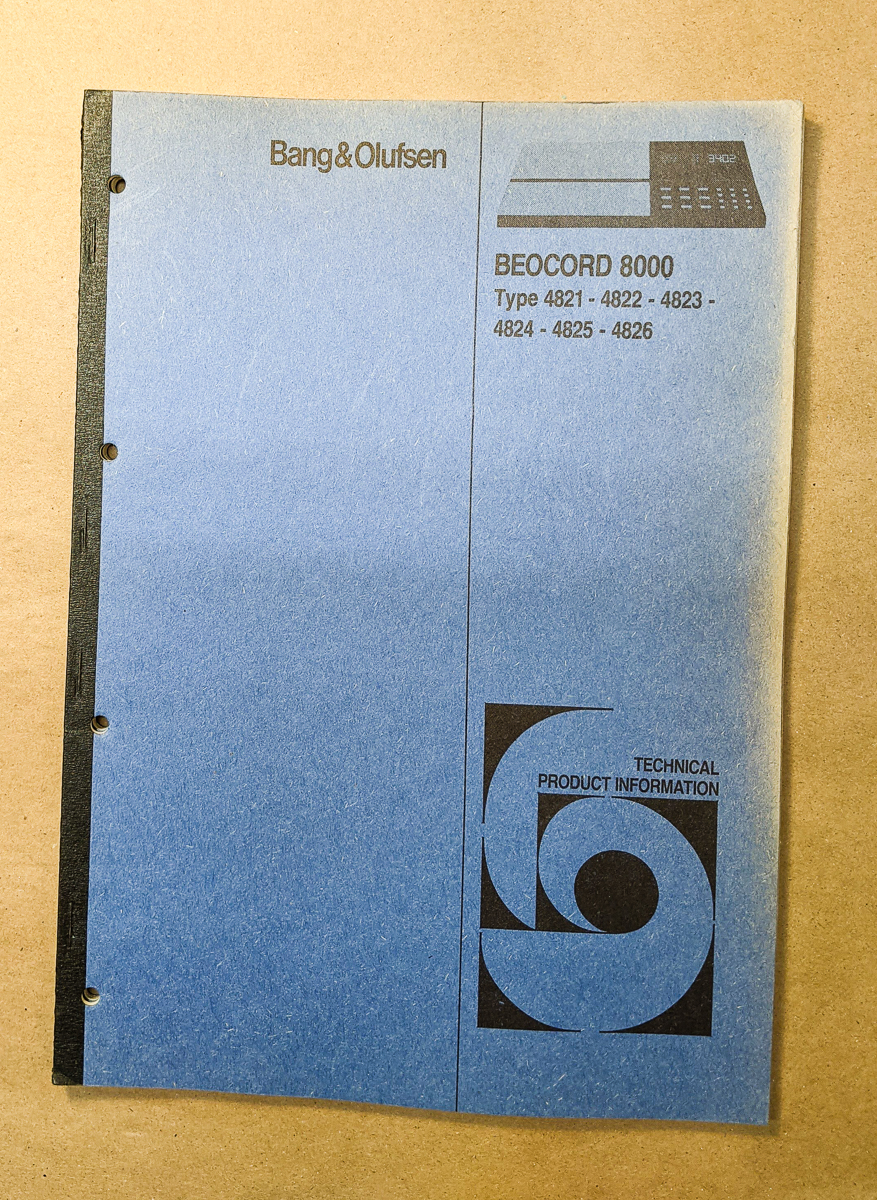 Bang&Olufsen
3402
BEOCORD 8000
Type 4821 - 4822 - 4823 -
4824 - 4825 - 4826
TECHNICAL
PRODUCT INFORMATION